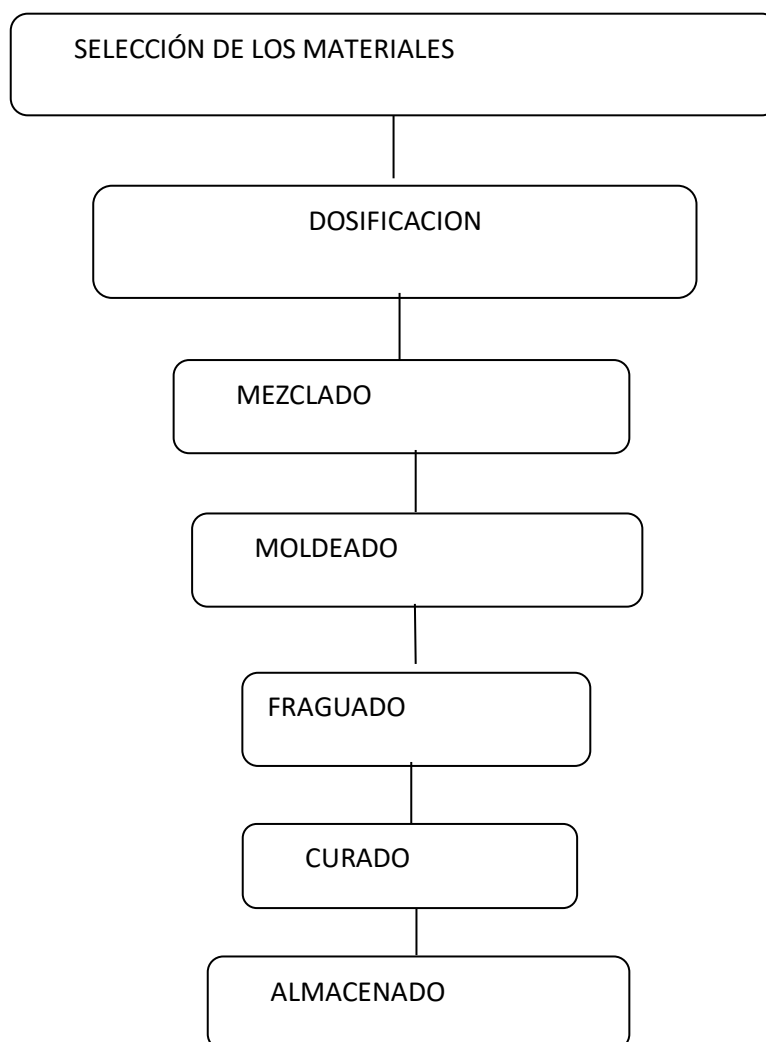 SELECCIÓN DE LOS MATERIALES
DOSIFICACION
MEZCLADO
MOLDEADO
FRAGUADO
CURADO
ALMACENADO